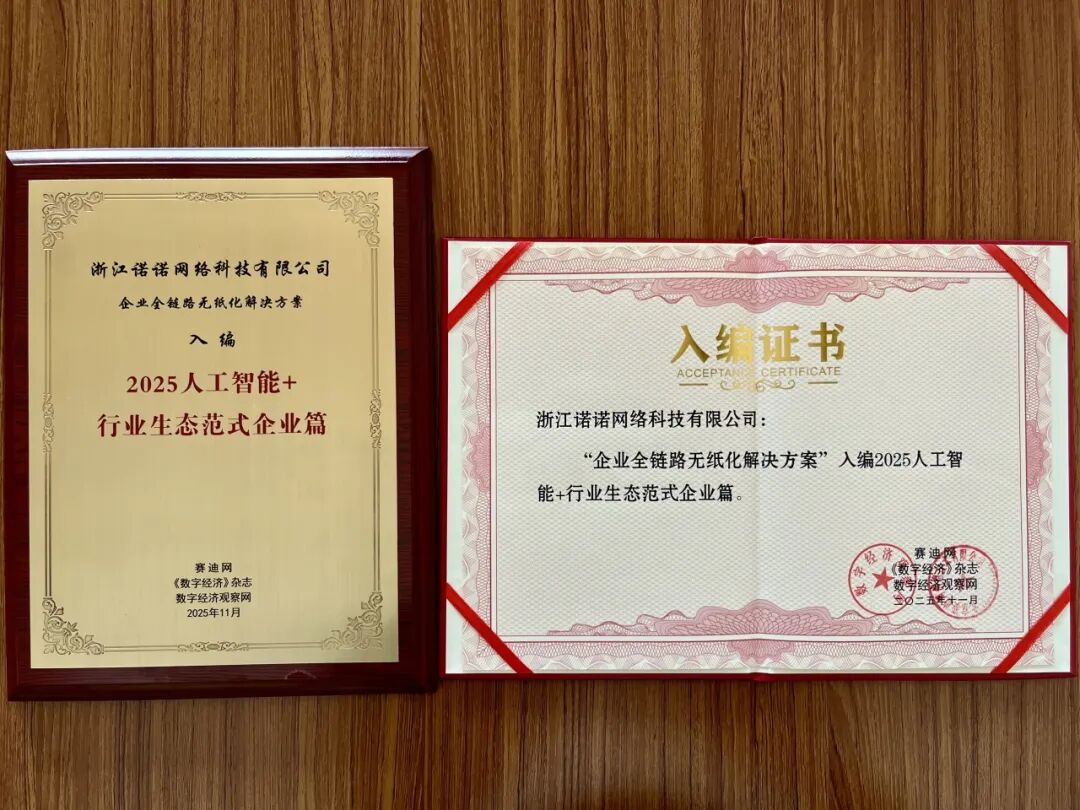 浙江诺诺网络科技有限公司
企业全链路无纸化解决方案
入编
2025人工智能+
行业生态范式企业篇
赛迪网
《数字经济》杂志
数字经济观察网
2025年11月
入编证书
ACCEPTANCE CERTIFICATE
浙江诺诺网络科技有限公司：
“企业全链路无纸化解决方案”入编2025人工智
能+行业生态范式企业篇。
赛迪网
《数字经济》杂志
数字经济观察网
二〇二五年十一月
数字经济